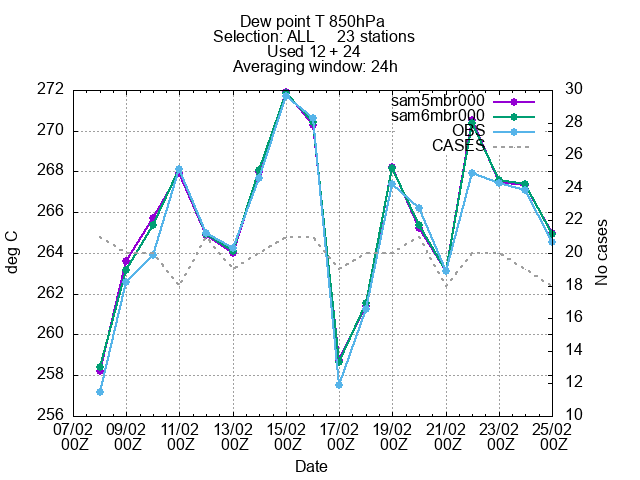 Dew point T 850hPa
Selection: ALL 23 stations
Used 12 + 24
Averaging window: 24h
272
270
268
266
264
262
260
258
256
deg C
30
28
26
24
22
20
18
16
14
12
10
No cases
sam5mbr000
sam6mbr000
OBS
CASES
07/02 09/02 11/02 13/02 15/02 17/02 19/02 21/02 23/02 25/02
00Z 00Z 00Z 00Z 00Z 00Z 00Z 00Z 00Z 00Z
Date